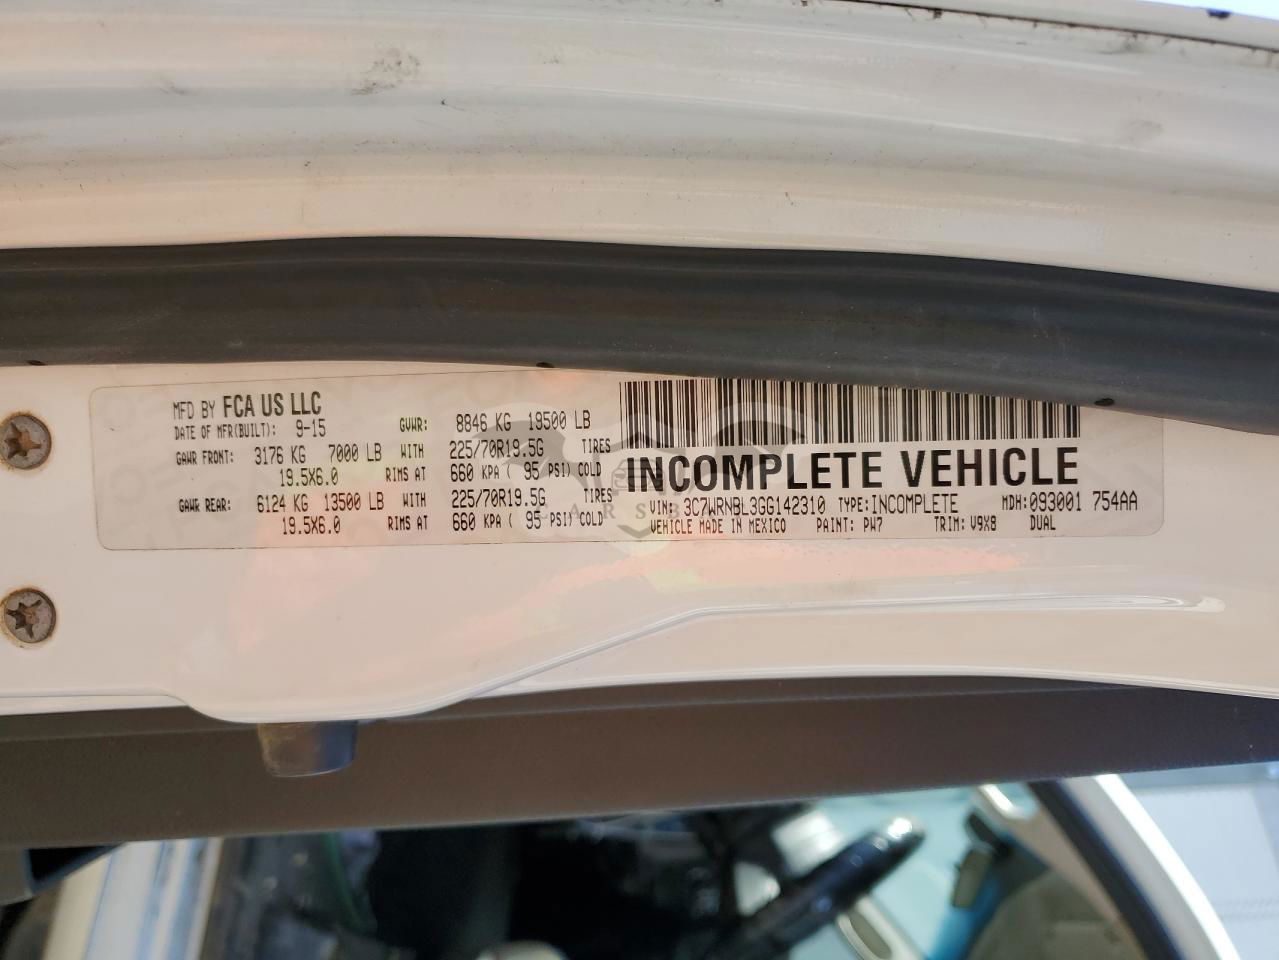 MFD BY FCA US LLC
DATE OF MFR(BUILT): 9-15
GVWR: 8846 KG 19500 LB
GAWR FRONT: 3176 KG 7000 LB WITH 225/70R19.5G TIRES
19.5X6.0 RIMS AT 660 KPA ( 95 PSI) COLD
GAWR REAR: 6124 KG 13500 LB WITH 225/70R19.5G TIRES
19.5X6.0 RIMS AT 660 KPA ( 95 PSI) COLD
INCOMPLETE VEHICLE
VIN: 3C7WRNBL3GG142310 TYPE: INCOMPLETE MDH: 093001 754AA
VEHICLE MADE IN MEXICO PAINT: PW7 TRIM: V9X8 DUAL